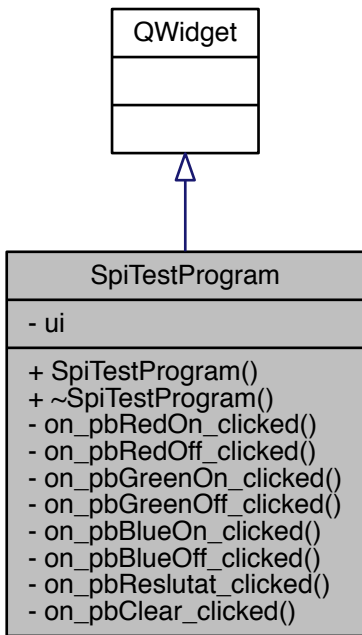 QWidget
SpiTestProgram
- ui
+ SpiTestProgram()
+ ~SpiTestProgram()
- on_pbRedOn_clicked()
- on_pbRedOff_clicked()
- on_pbGreenOn_clicked()
- on_pbGreenOff_clicked()
- on_pbBlueOn_clicked()
- on_pbBlueOff_clicked()
- on_pbReslutat_clicked()
- on_pbClear_clicked()